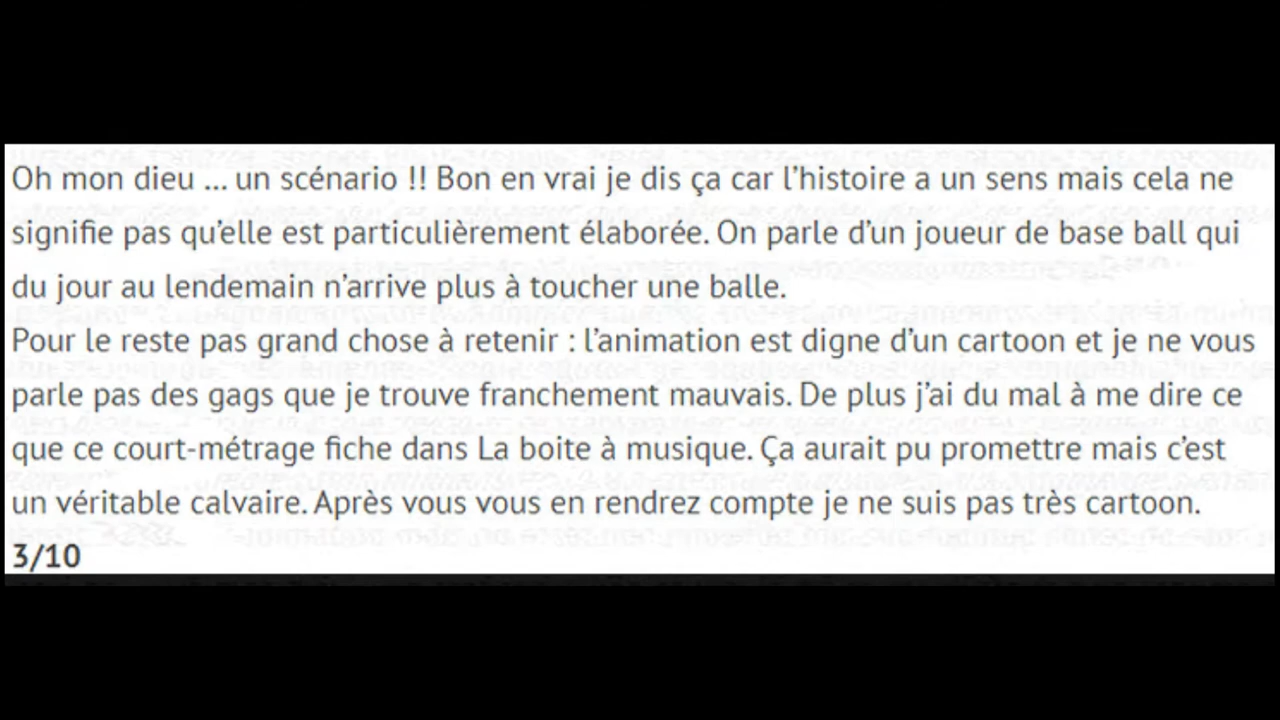 Oh mon dieu ... un scénario !! Bon en vrai je dis ça car l'histoire a un sens mais cela ne
signifie pas qu'elle est particulièrement élaborée. On parle d'un joueur de base ball qui
du jour au lendemain n'arrive plus à toucher une balle.
Pour le reste pas grand chose à retenir : l'animation est digne d'un cartoon et je ne vous
parle pas des gags que je trouve franchement mauvais. De plus j'ai du mal à me dire ce
que ce court-métrage fiche dans La boite à musique. Ça aurait pu promettre mais c'est
un véritable calvaire. Après vous vous en rendrez compte je ne suis pas très cartoon.
3/10